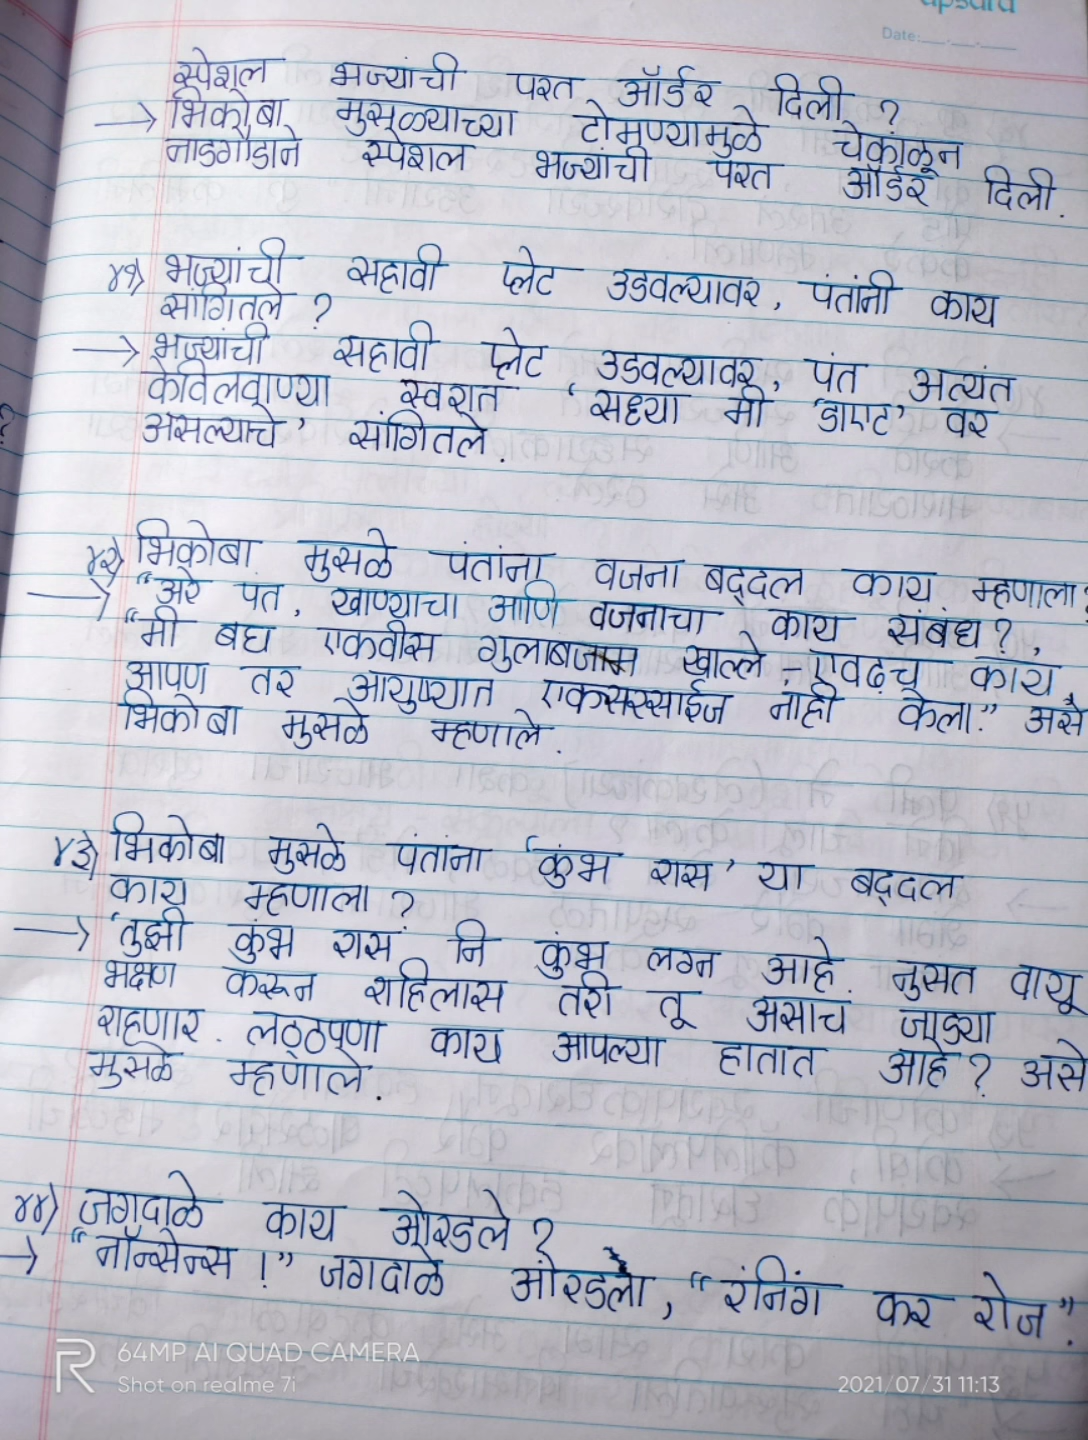 apsara
Date:
स्पेशल भज्यांची परत ऑर्डर दिली ?
→ भिकोबा मुसळ्याच्या टोमण्यामुळे चेकाळून
नाडगौडाने स्पेशल भज्यांची परत ऑर्डर दिली.
४१) भज्यांची सहावी प्लेट उडवल्यावर, पंतांनी काय
सांगितले ?
→ भज्यांची सहावी प्लेट उडवल्यावर, पंत अत्यंत
केविलवाण्या स्वरात ‘सध्या मी ‘डाएट’ वर
असल्याचे’ सांगितले.
४२) भिकोबा मुसळे पंतांना वजना बद्दल काय म्हणाला?
→ “अरे पंत, खाण्याचा आणि वजनाचा काय संबंध?,
“मी बघ एकवीस गुलाबजाम खाल्ले - एवढंच काय
आपण तर आयुष्यात एकसरसाईज नाही केला.” असे
भिकोबा मुसळे म्हणाले.
४३) भिकोबा मुसळे पंतांना ‘कुंभ रास’ या बद्दल
काय म्हणाला ?
→ ‘तुझी कुंभ रास नि कुंभ लग्न आहे. नुसत वायू
भक्षण करून राहिलास तरी तू असाच जाड्या
राहणार. लठ्ठपणा काय आपल्या हातात आहे? असे
मुसळे म्हणाले.
४४) जगदाळे काय ओरडले ?
→ “नॉन्सेन्स !” जगदाळे ओरडला, “रंनिंग कर रोज”.
64MP AI QUAD CAMERA
Shot on realme 7i
2021/07/31 11:13